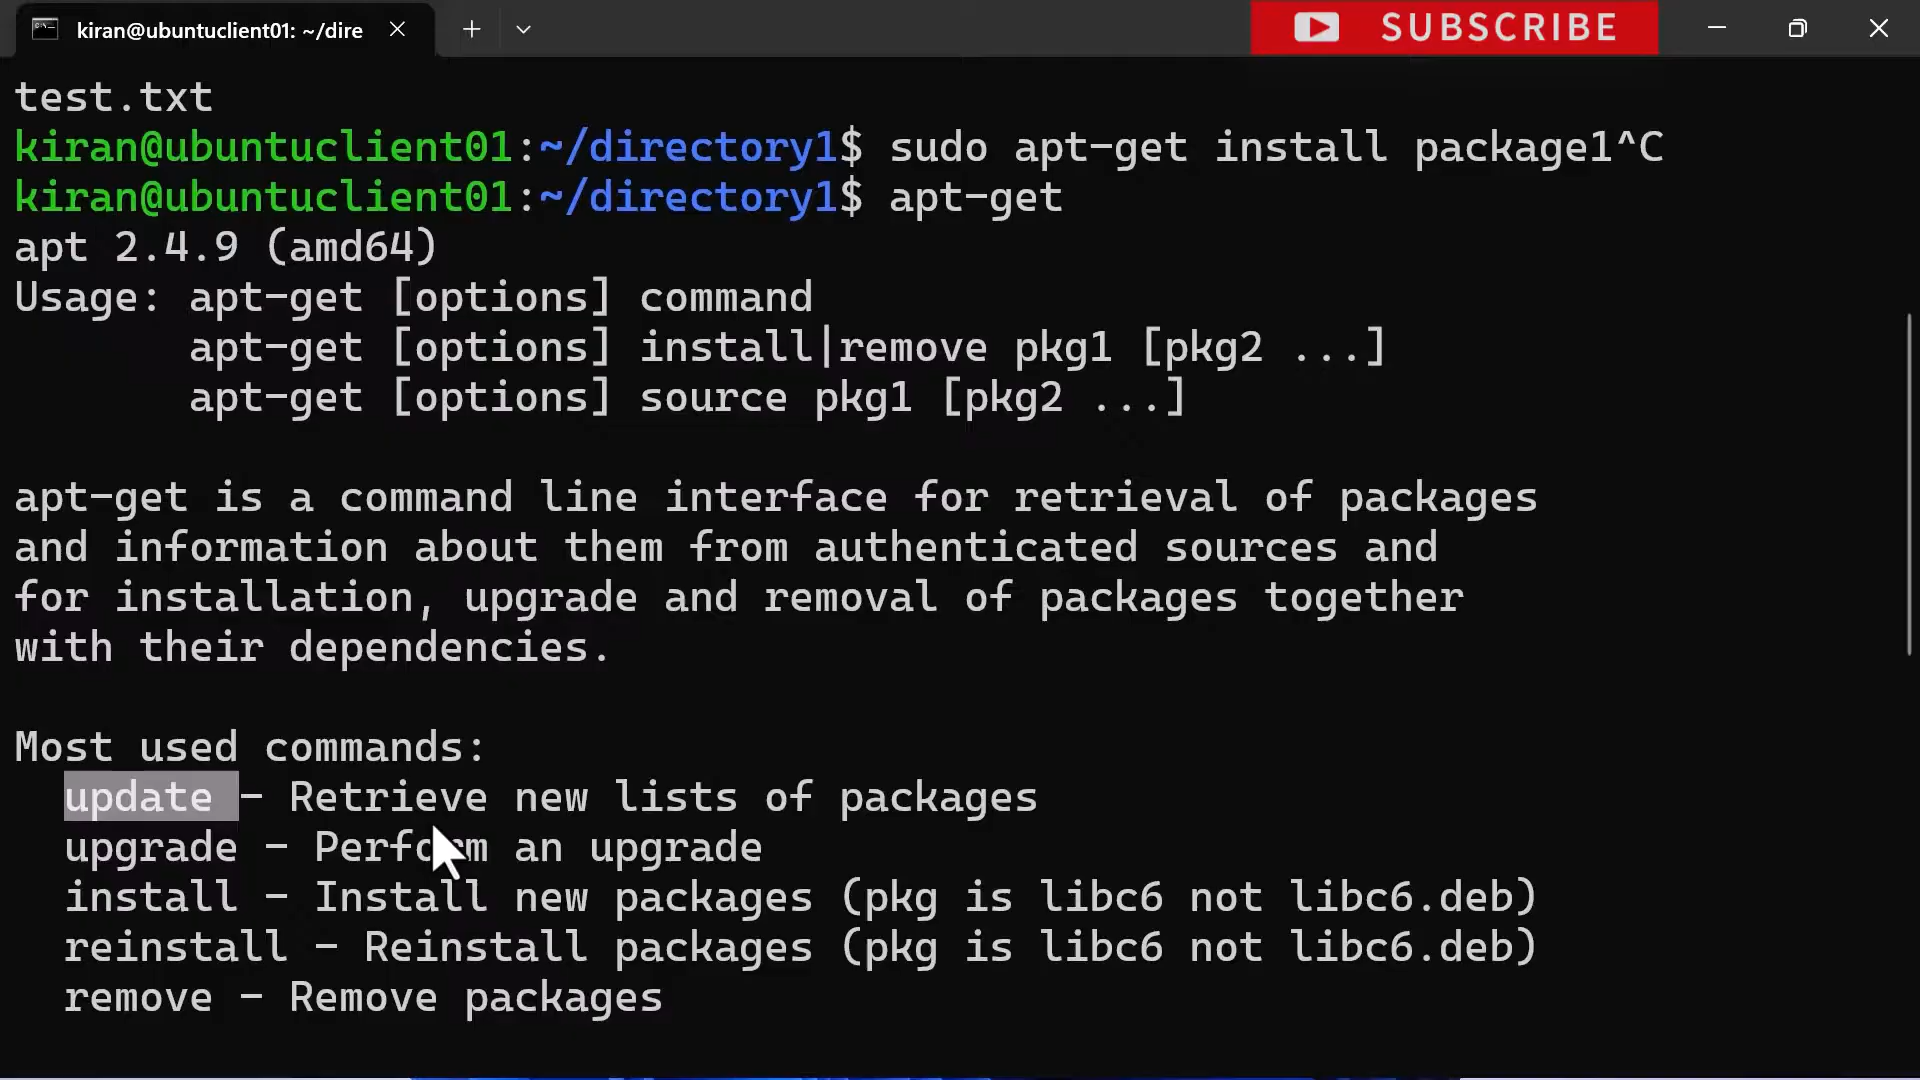 kiran@ubuntuclient01: ~/dire
SUBSCRIBE
test.txt
kiran@ubuntuclient01:~/directory1$ sudo apt-get install package1^C
kiran@ubuntuclient01:~/directory1$ apt-get
apt 2.4.9 (amd64)
Usage: apt-get [options] command
apt-get [options] install|remove pkg1 [pkg2 ...]
apt-get [options] source pkg1 [pkg2 ...]
apt-get is a command line interface for retrieval of packages
and information about them from authenticated sources and
for installation, upgrade and removal of packages together
with their dependencies.
Most used commands:
update - Retrieve new lists of packages
upgrade - Perform an upgrade
install - Install new packages (pkg is libc6 not libc6.deb)
reinstall - Reinstall packages (pkg is libc6 not libc6.deb)
remove - Remove packages